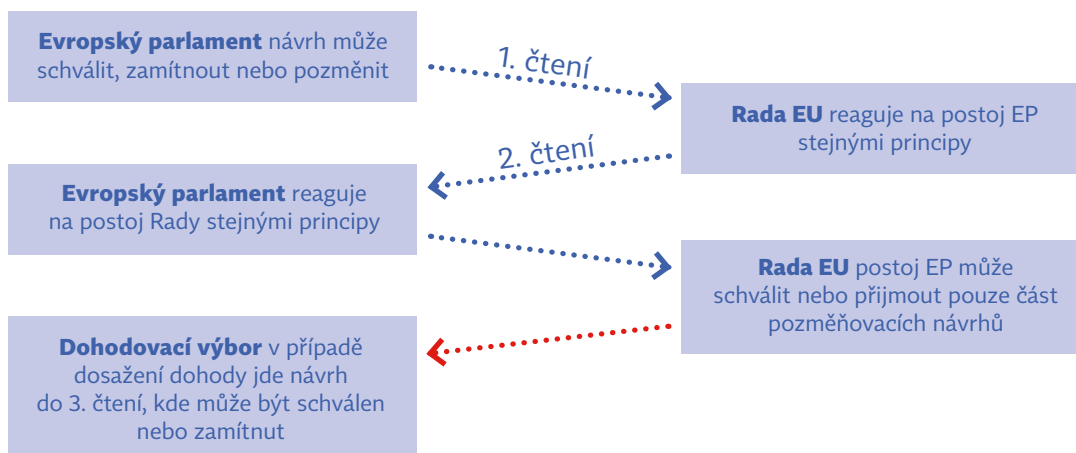 Evropský parlament návrh může
schválit, zamítnout nebo pozměnit
1. čtení
Rada EU reaguje na postoj EP
stejnými principy
2. čtení
Evropský parlament reaguje
na postoj Rady stejnými principy
Rada EU postoj EP může
schválit nebo přijmout pouze část
pozměňovacích návrhů
Dohodovací výbor v případě
dosažení dohody jde návrh
do 3. čtení, kde může být schválen
nebo zamítnut